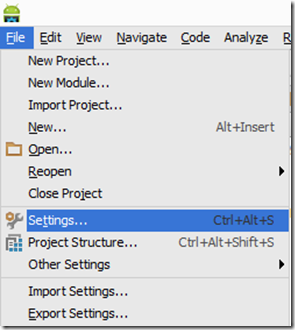 File Edit View Navigate Code Analyze R
New Project...
New Module...
Import Project...
New... Alt+Insert
Open...
Reopen
Close Project
Settings... Ctrl+Alt+S
Project Structure... Ctrl+Alt+Shift+S
Other Settings
Import Settings...
Export Settings...